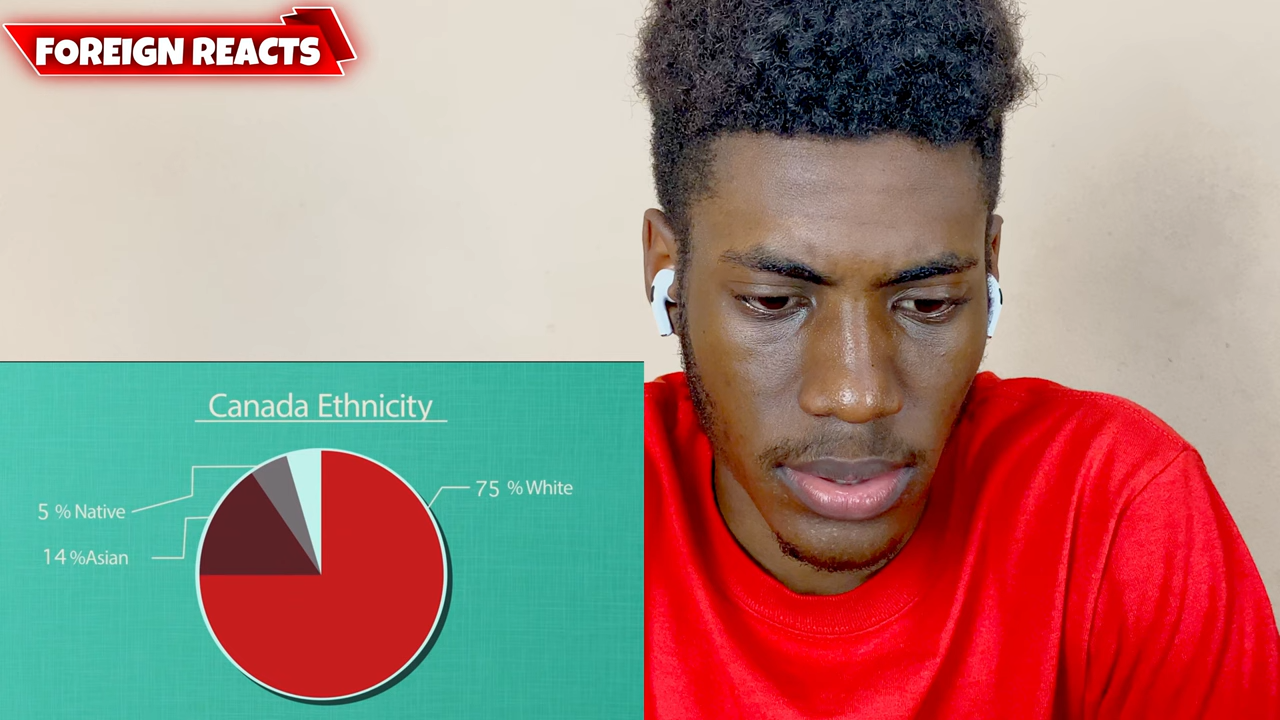 FOREIGN REACTS
Canada Ethnicity
75 % White
5 % Native
14 %Asian